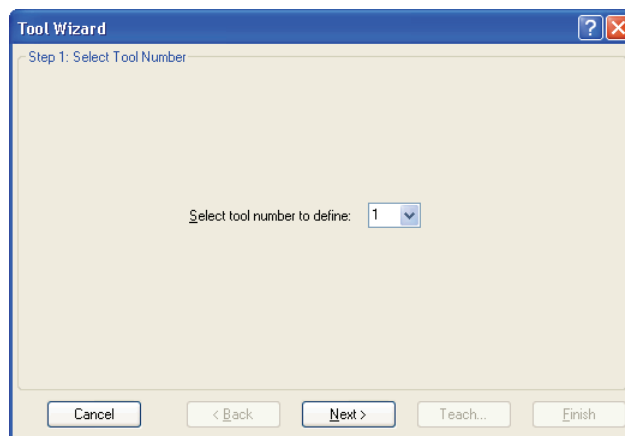 Tool Wizard
Step 1: Select Tool Number
Select tool number to define: 1
Cancel < Back Next > Teach... Finish